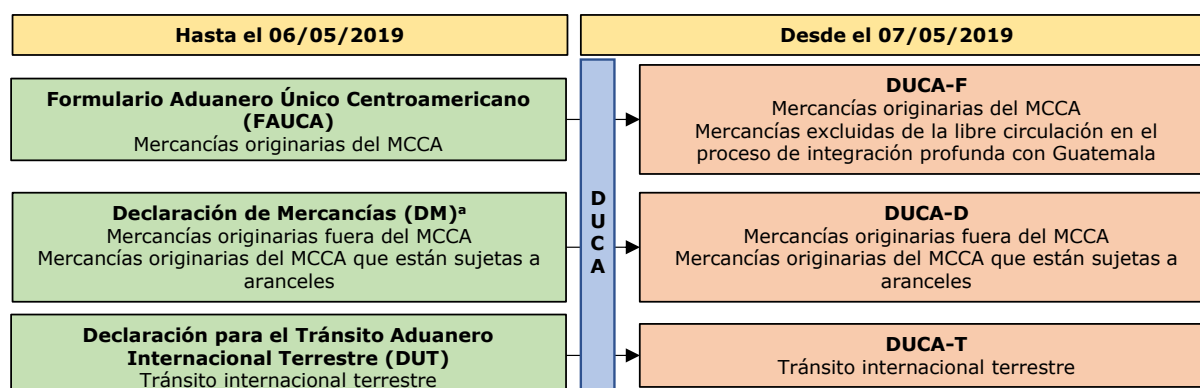 Hasta el 06/05/2019
Desde el 07/05/2019
Formulario Aduanero Único Centroamericano
(FAUCA)
Mercancías originarias del MCCA
DUCA-F
Mercancías originarias del MCCA
Mercancías excluidas de la libre circulación en el
proceso de integración profunda con Guatemala
D
U
C
A
Declaración de Mercancías (DM)ᵃ
Mercancías originarias fuera del MCCA
Mercancías originarias del MCCA que están sujetas a
aranceles
DUCA-D
Mercancías originarias fuera del MCCA
Mercancías originarias del MCCA que están sujetas a
aranceles
Declaración para el Tránsito Aduanero
Internacional Terrestre (DUT)
Tránsito internacional terrestre
DUCA-T
Tránsito internacional terrestre